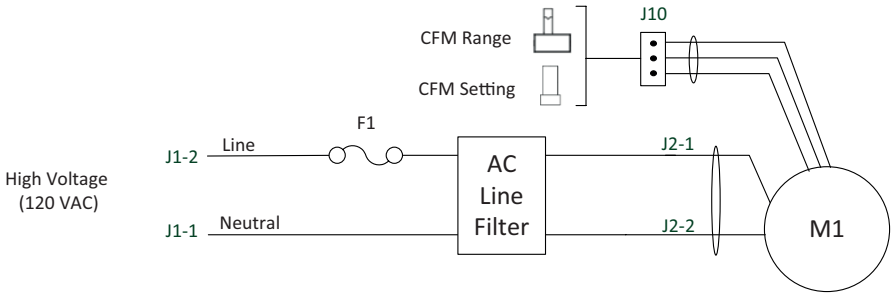 J10
CFM Range
CFM Setting
F1
J1-2
Line
AC
Line
Filter
J2-1
High Voltage
(120 VAC)
J1-1
Neutral
J2-2
M1